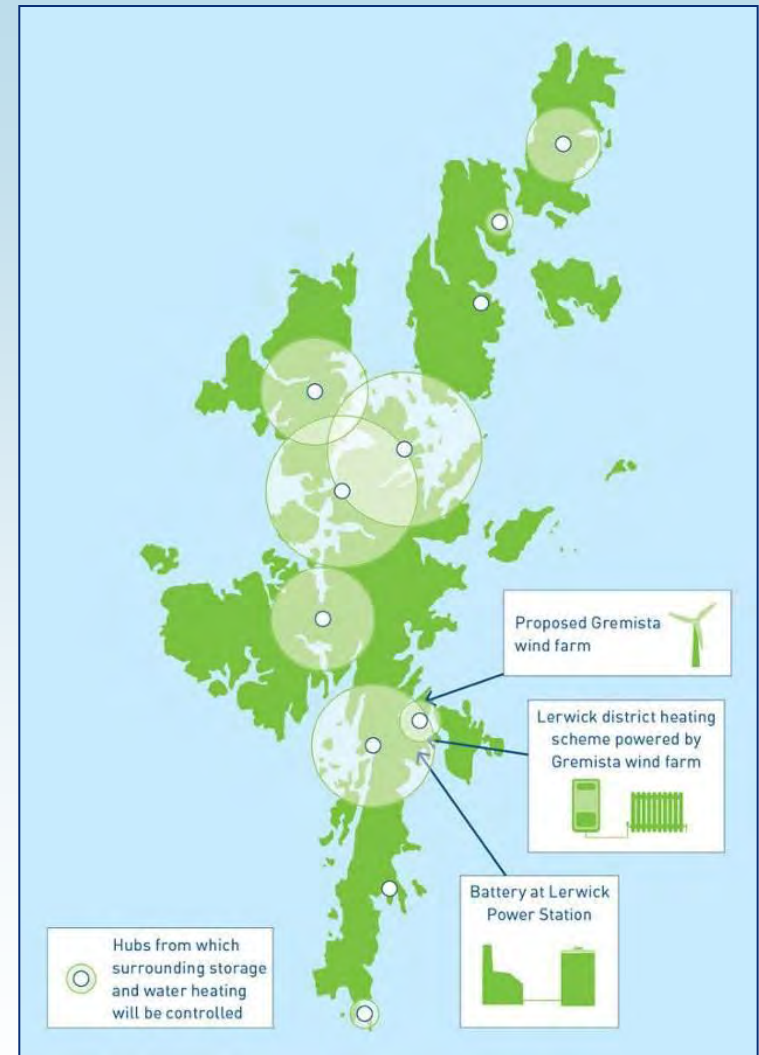 Proposed Gremista
wind farm
Lerwick district heating
scheme powered by
Gremista wind farm
Battery at Lerwick
Power Station
Hubs from which
surrounding storage
and water heating
will be controlled